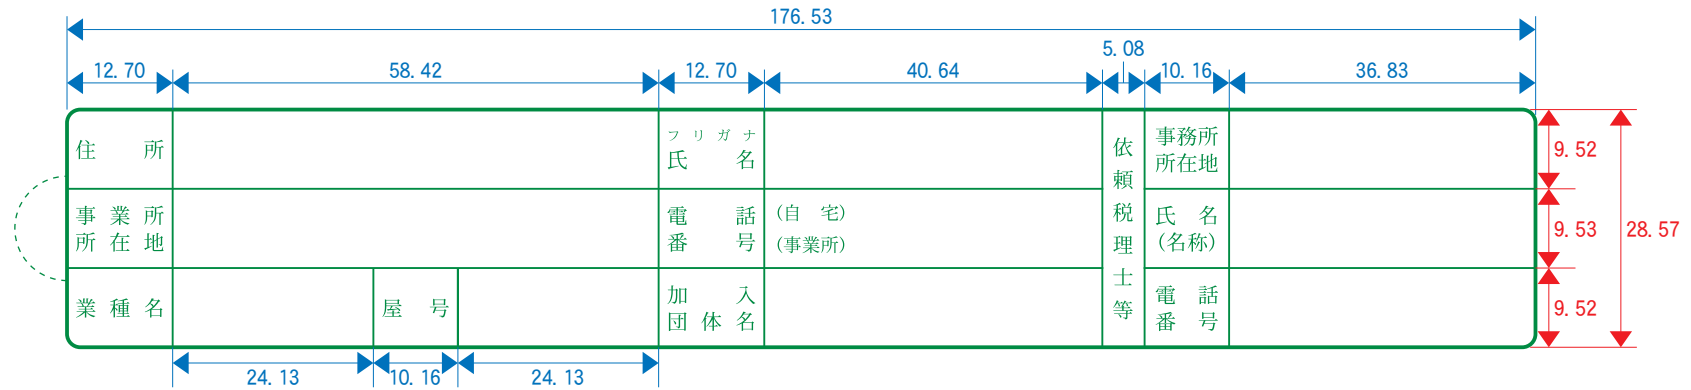 176.53
5.08
12.70 58.42 12.70 40.64 10.16 36.83
住所
フリガナ
氏名
依頼税理士等
事務所
所在地
9.52
事業所
所在地
電話
番号
(自宅)
(事業所)
氏名
(名称)
9.53
28.57
業種名
屋号
加入
団体名
電話
番号
9.52
24.13 10.16 24.13